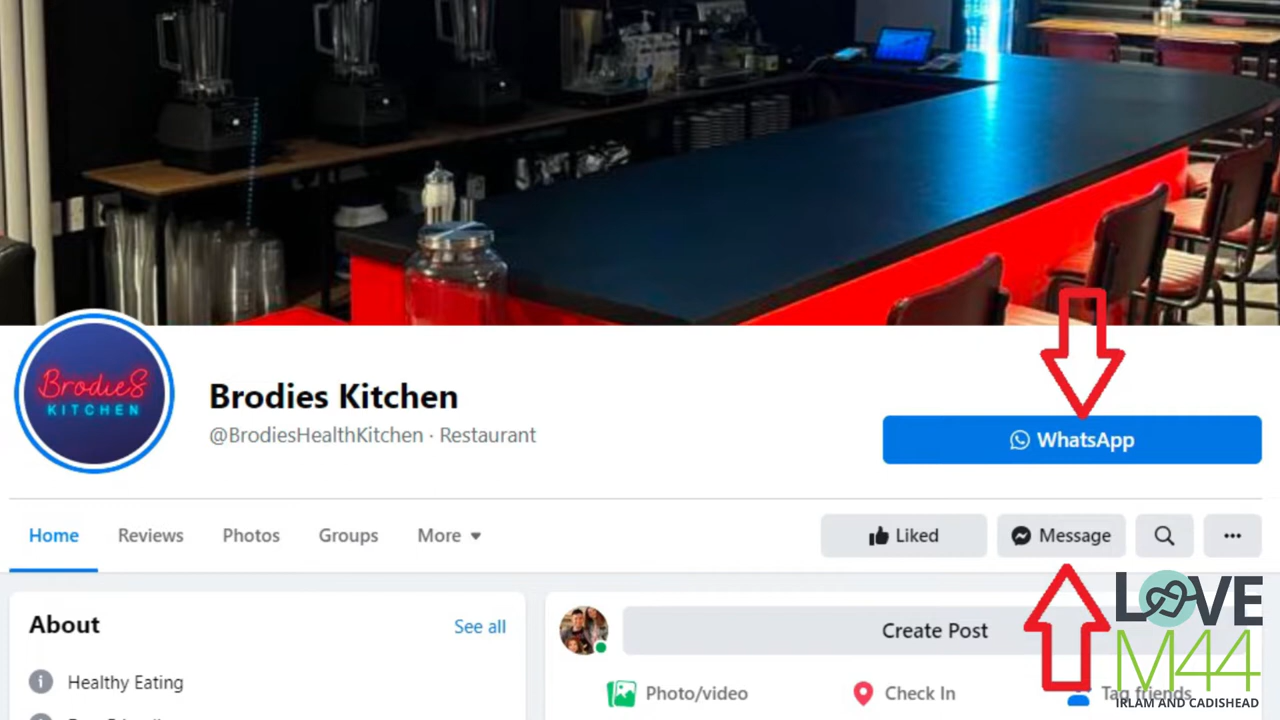 BrodieS
KITCHEN
Brodies Kitchen
@BrodiesHealthKitchen · Restaurant
WhatsApp
Home Reviews Photos Groups More
Liked Message
About See all
Create Post
Healthy Eating
Photo/video Check In Tag friends
LOVE
M44
IRLAM AND CADISHEAD